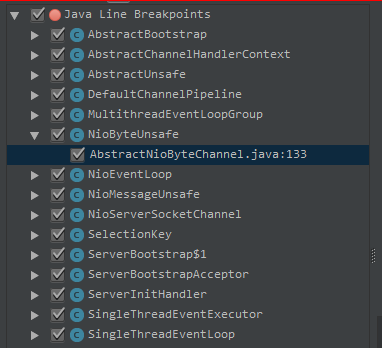 Java Line Breakpoints
C AbstractBootstrap
C AbstractChannelHandlerContext
C AbstractUnsafe
C DefaultChannelPipeline
C MultithreadEventLoopGroup
C NioByteUnsafe
AbstractNioByteChannel.java:133
C NioEventLoop
C NioMessageUnsafe
C NioServerSocketChannel
C SelectionKey
C ServerBootstrap$1
C ServerBootstrapAcceptor
C ServerInitHandler
C SingleThreadEventExecutor
C SingleThreadEventLoop